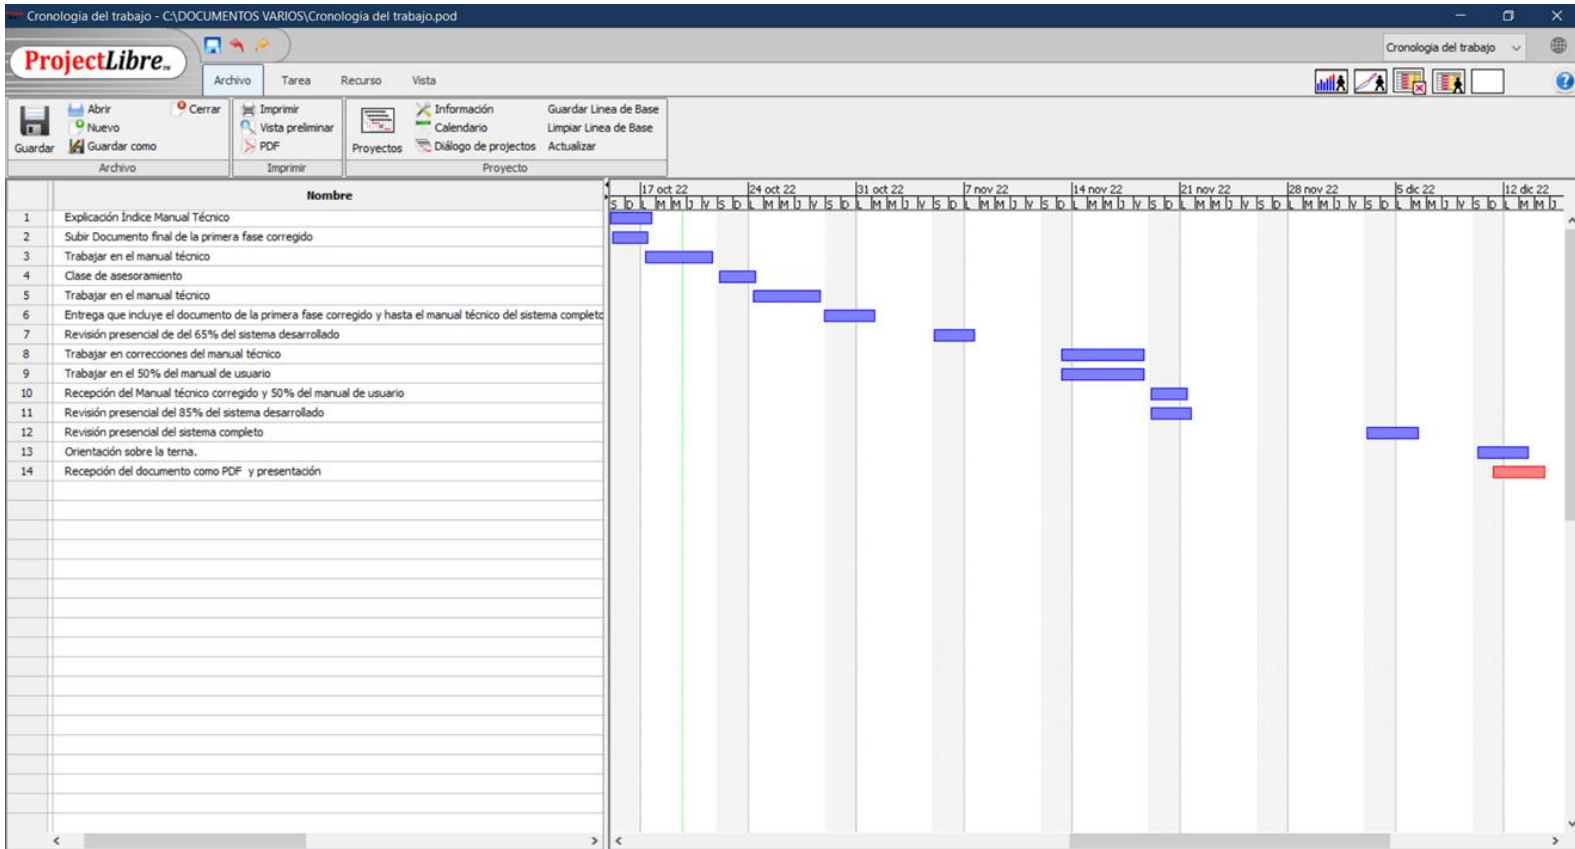 Cronologia del trabajo - C:\DOCUMENTOS VARIOS\Cronologia del trabajo.pod
ProjectLibre™
Cronologia del trabajo
Archivo Tarea Recurso Vista
Guardar
Abrir
Nuevo
Guardar como
Cerrar
Archivo
Imprimir
Vista preliminar
PDF
Imprimir
Proyectos
Información
Calendario
Diálogo de projectos
Guardar Linea de Base
Limpiar Linea de Base
Actualizar
Proyecto
Nombre
17 oct 22 24 oct 22 31 oct 22 7 nov 22 14 nov 22 21 nov 22 28 nov 22 5 dic 22 12 dic 22
S D L M M J V S D L M M J V S D L M M J V S D L M M J V S D L M M J V S D L M M J V S D L M M J V S D L M M J V S D L M M J
1 Explicación Índice Manual Técnico
2 Subir Documento final de la primera fase corregido
3 Trabajar en el manual técnico
4 Clase de asesoramiento
5 Trabajar en el manual técnico
6 Entrega que incluye el documento de la primera fase corregido y hasta el manual técnico del sistema completo
7 Revisión presencial de del 65% del sistema desarrollado
8 Trabajar en correcciones del manual técnico
9 Trabajar en el 50% del manual de usuario
10 Recepción del Manual técnico corregido y 50% del manual de usuario
11 Revisión presencial del 85% del sistema desarrollado
12 Revisión presencial del sistema completo
13 Orientación sobre la terna.
14 Recepción del documento como PDF y presentación